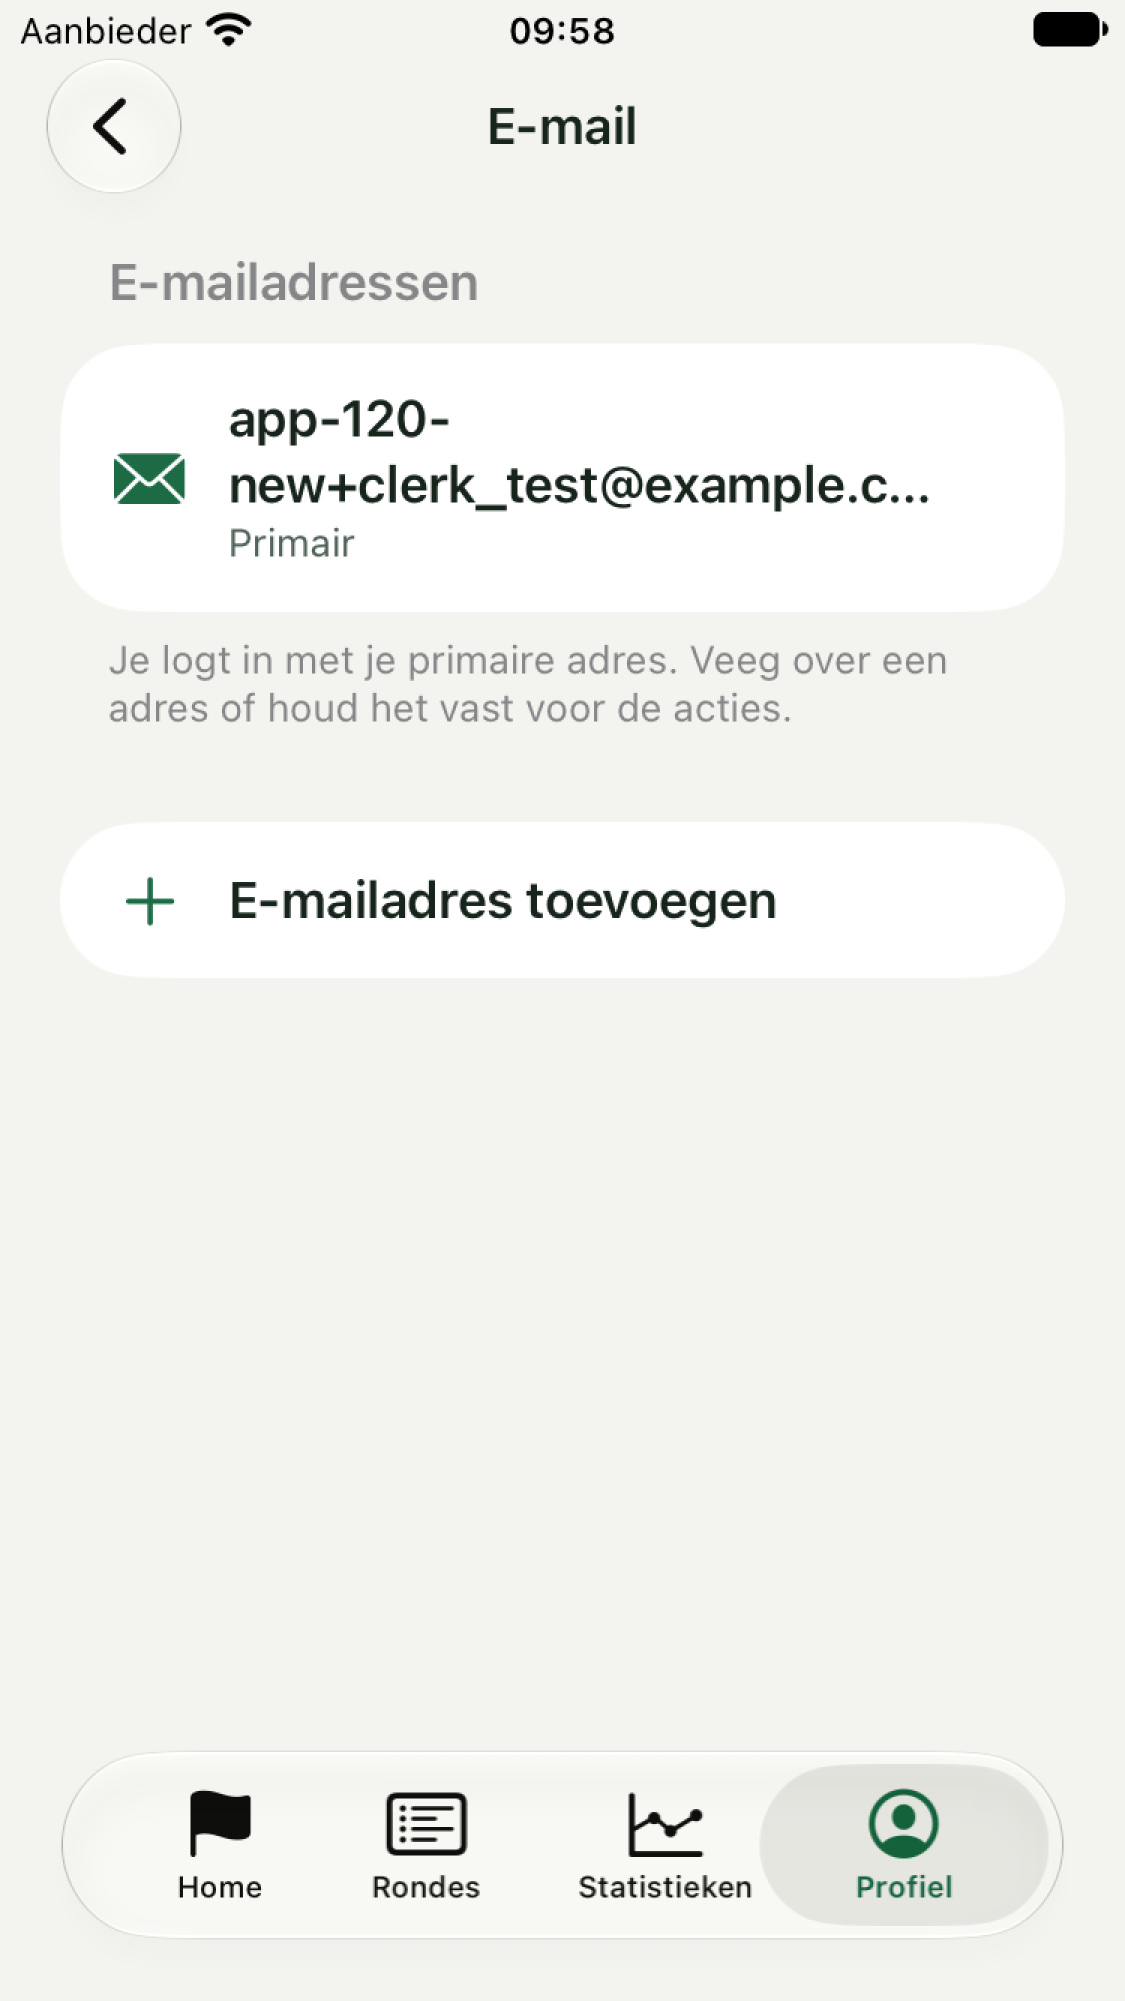 Aanbieder 09:58
E-mail
E-mailadressen
app-120-
new+clerk_test@example.c...
Primair
Je logt in met je primaire adres. Veeg over een
adres of houd het vast voor de acties.
E-mailadres toevoegen
Home Rondes Statistieken Profiel